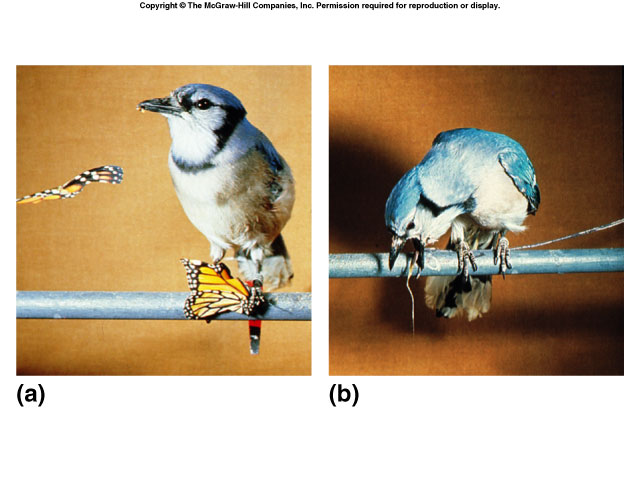 Copyright © The McGraw-Hill Companies, Inc. Permission required for reproduction or display.
(a)
(b)